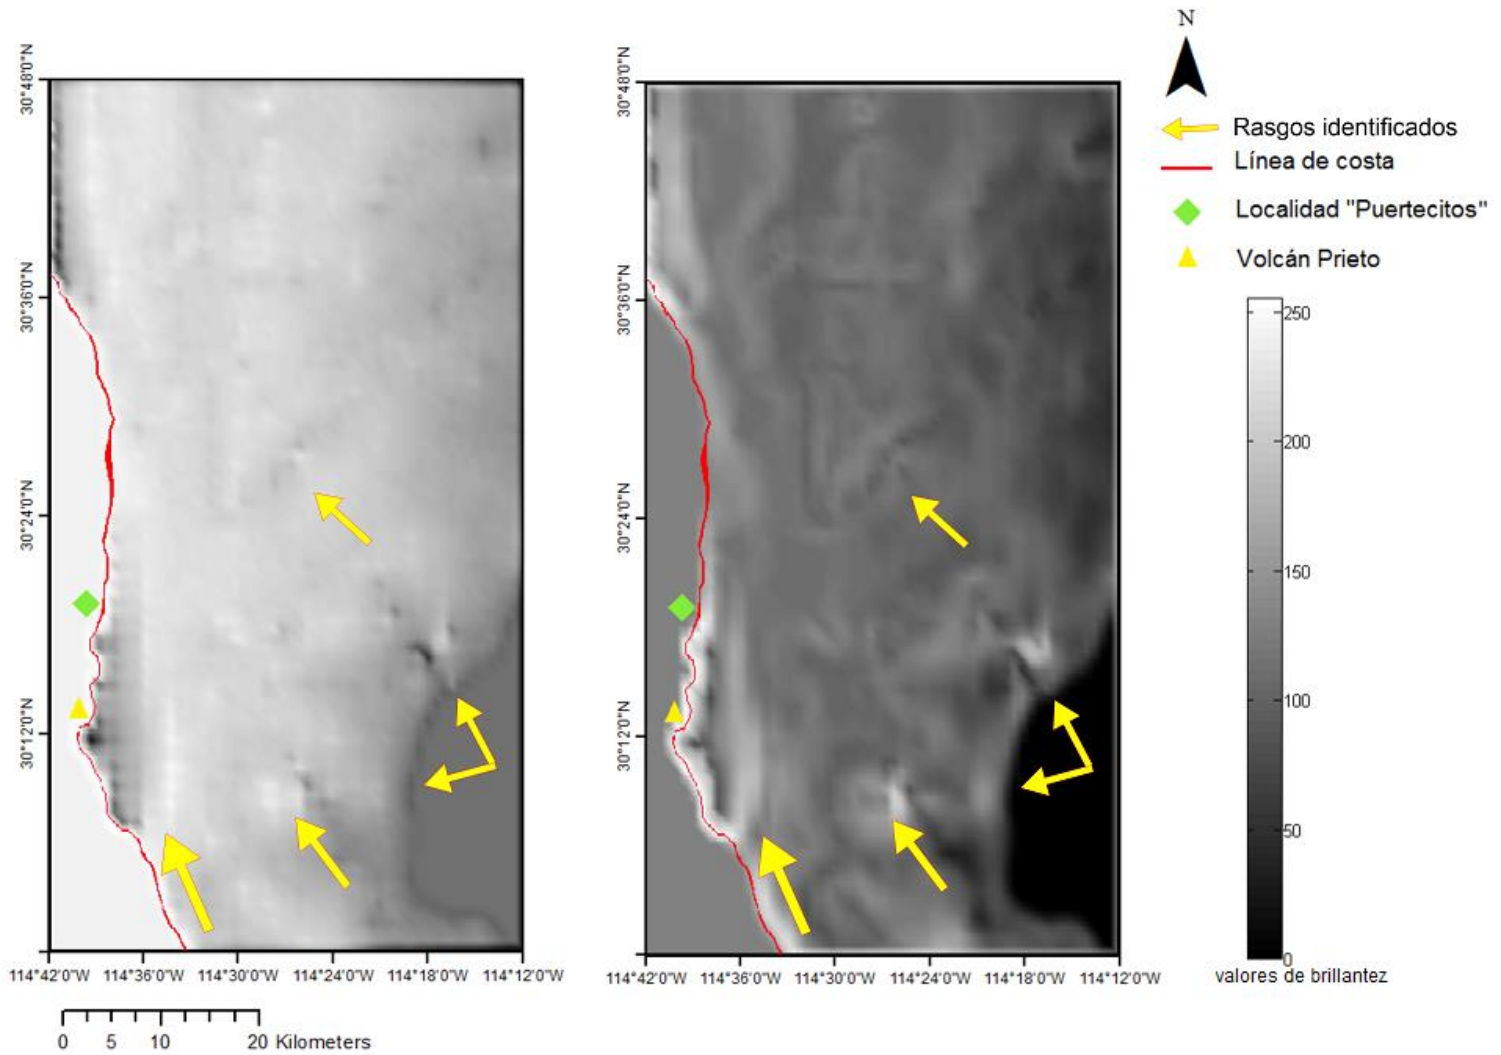 30°48'0"N
30°36'0"N
30°24'0"N
30°12'0"N
114°42'0"W 114°36'0"W 114°30'0"W 114°24'0"W 114°18'0"W 114°12'0"W
0 5 10 20 Kilometers
30°48'0"N
30°36'0"N
30°24'0"N
30°12'0"N
114°42'0"W 114°36'0"W 114°30'0"W 114°24'0"W 114°18'0"W 114°12'0"W
N
Rasgos identificados
Línea de costa
Localidad "Puertecitos"
Volcán Prieto
250
200
150
100
50
0
valores de brillantez